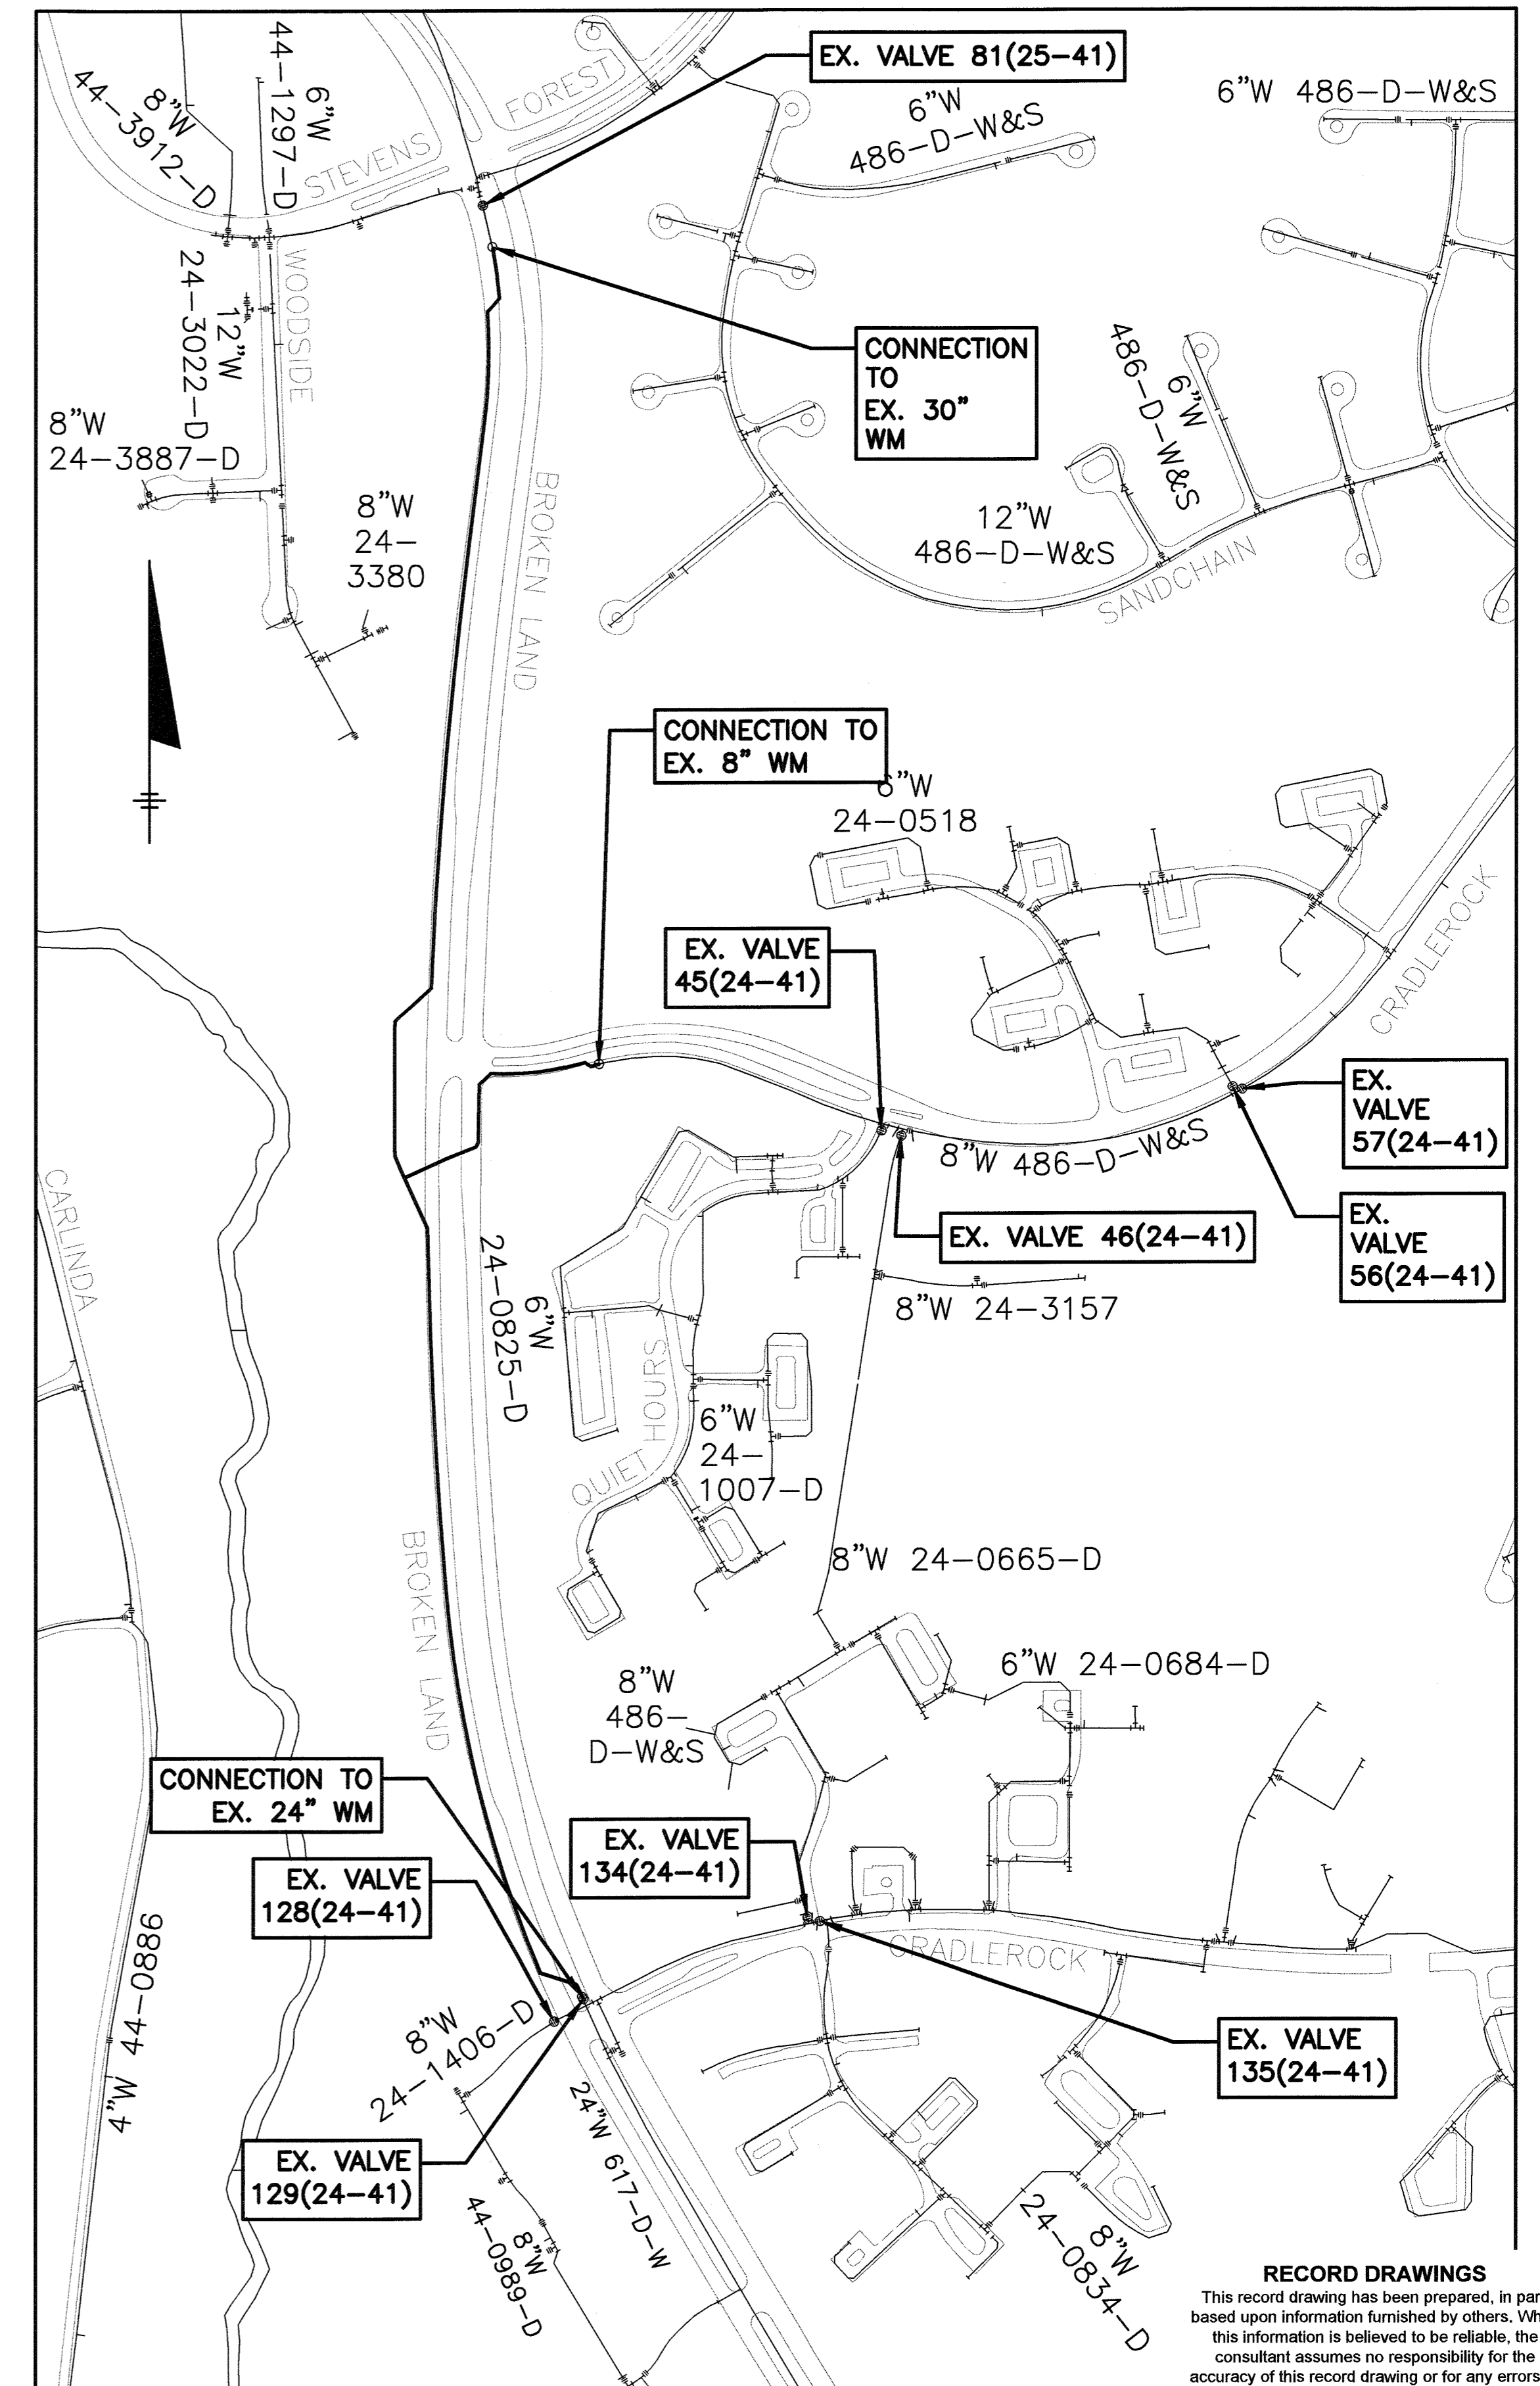 EX. VALVE 81(25-41)
6"W
44-1297-D
8"W
44-3912-D
STEVENS
FOREST
6"W
486-D-W&S
6"W 486-D-W&S
WOODSIDE
12"W
24-3022-D
8"W
24-3887-D
CONNECTION
TO
EX. 30"
WM
6"W
486-D-W&S
8"W
24-
3380
BROKEN LAND
12"W
486-D-W&S
SANDCHAIN
CONNECTION TO
EX. 8" WM
6"W
24-0518
EX. VALVE
45(24-41)
CRADLEROCK
EX.
VALVE
57(24-41)
8"W 486-D-W&S
CARLINDA
EX. VALVE 46(24-41)
EX.
VALVE
56(24-41)
6"W
24-0825-D
8"W 24-3157
QUIET HOURS
6"W
24-
1007-D
BROKEN LAND
8"W 24-0665-D
8"W
486-
D-W&S
6"W 24-0684-D
CONNECTION TO
EX. 24" WM
EX. VALVE
134(24-41)
EX. VALVE
128(24-41)
4"W 44-0886
CRADLEROCK
8"W
24-1406-D
EX. VALVE
135(24-41)
24"W 617-D-W
EX. VALVE
129(24-41)
8"W
44-0989-D
8"W
24-0834-D
RECORD DRAWINGS
This record drawing has been prepared, in par
based upon information furnished by others. Wh
this information is believed to be reliable, the
consultant assumes no responsibility for the
accuracy of this record drawing or for any errors